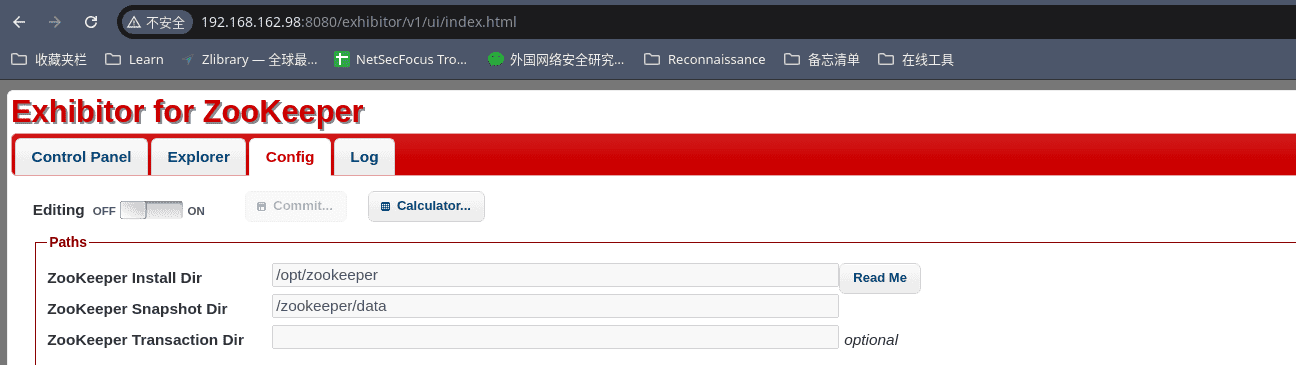 不安全 192.168.162.98:8080/exhibitor/v1/ui/index.html
收藏夹栏 Learn Zlibrary — 全球最... NetSecFocus Tro... 外国网络安全研究... Reconnaissance 备忘清单 在线工具
Exhibitor for ZooKeeper
Control Panel Explorer Config Log
Editing OFF ON Commit... Calculator...
Paths
ZooKeeper Install Dir /opt/zookeeper Read Me
ZooKeeper Snapshot Dir /zookeeper/data
ZooKeeper Transaction Dir optional